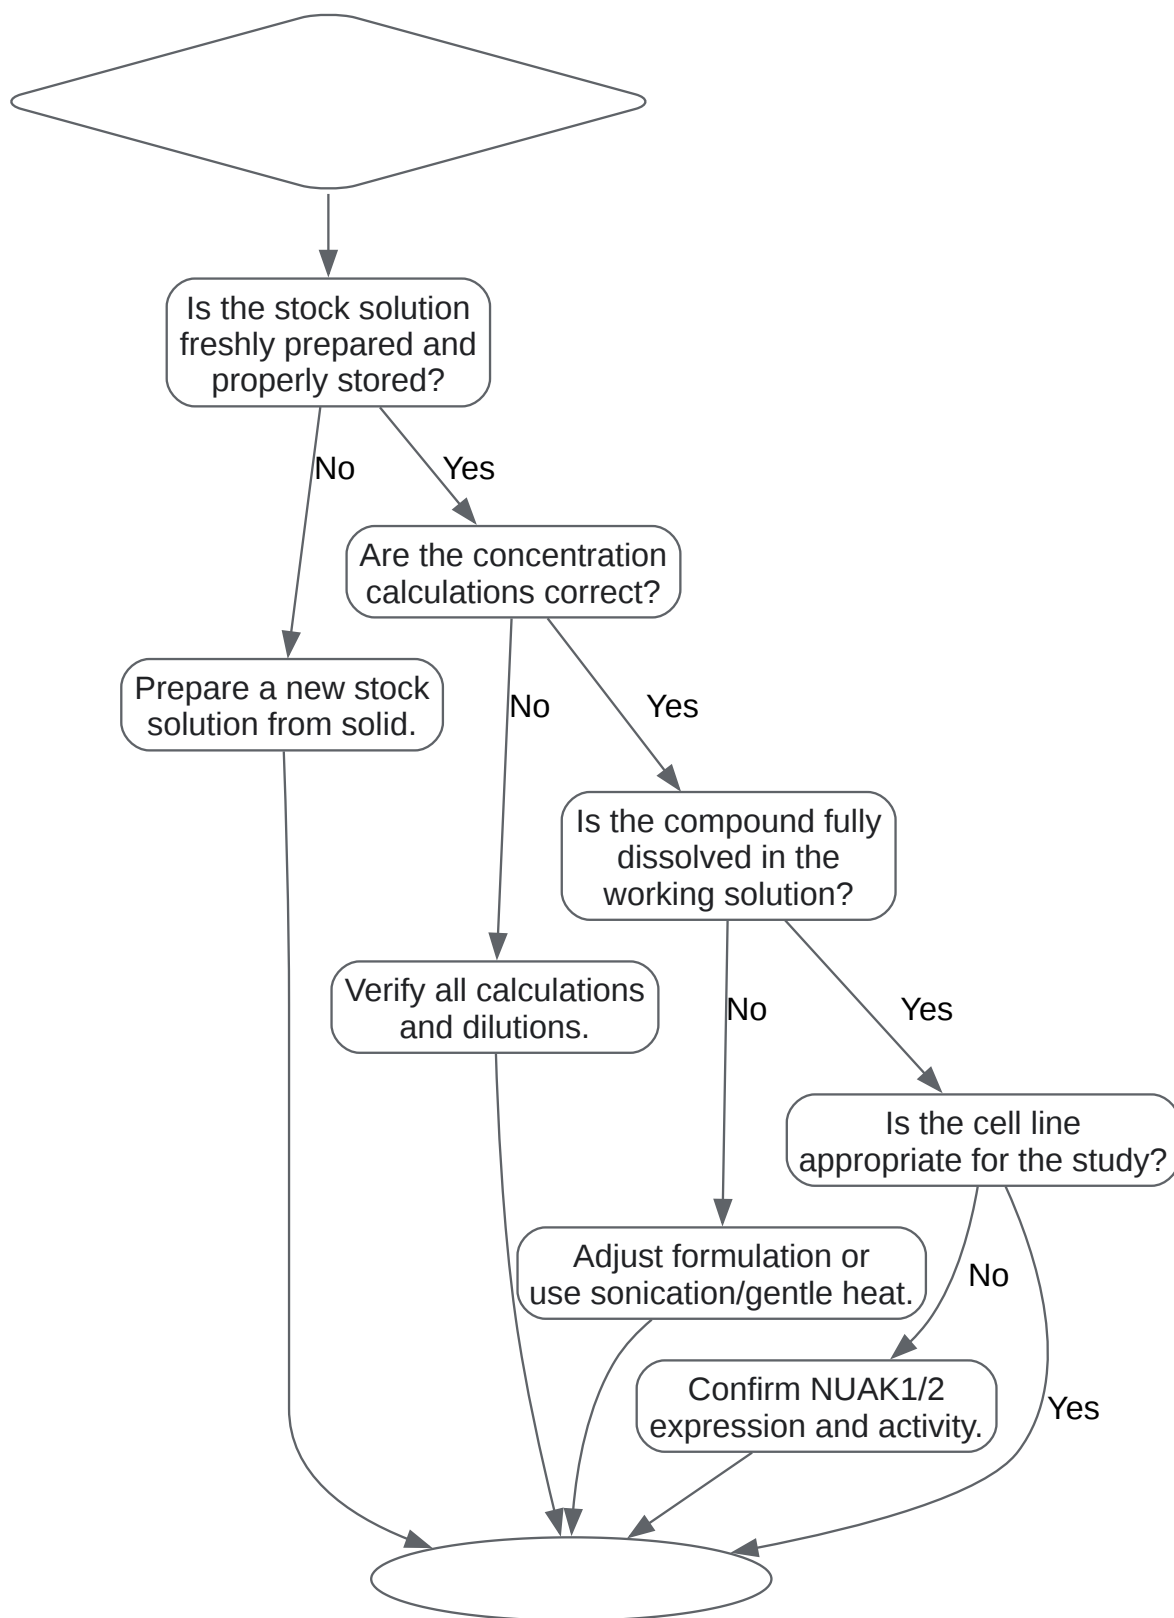 Is the stock solution
freshly prepared and
properly stored?
No
Yes
Are the concentration
calculations correct?
Prepare a new stock
solution from solid.
No
Yes
Is the compound fully
dissolved in the
working solution?
Verify all calculations
and dilutions.
No
Yes
Is the cell line
appropriate for the study?
Adjust formulation or
use sonication/gentle heat.
No
Confirm NUAK1/2
expression and activity.
Yes